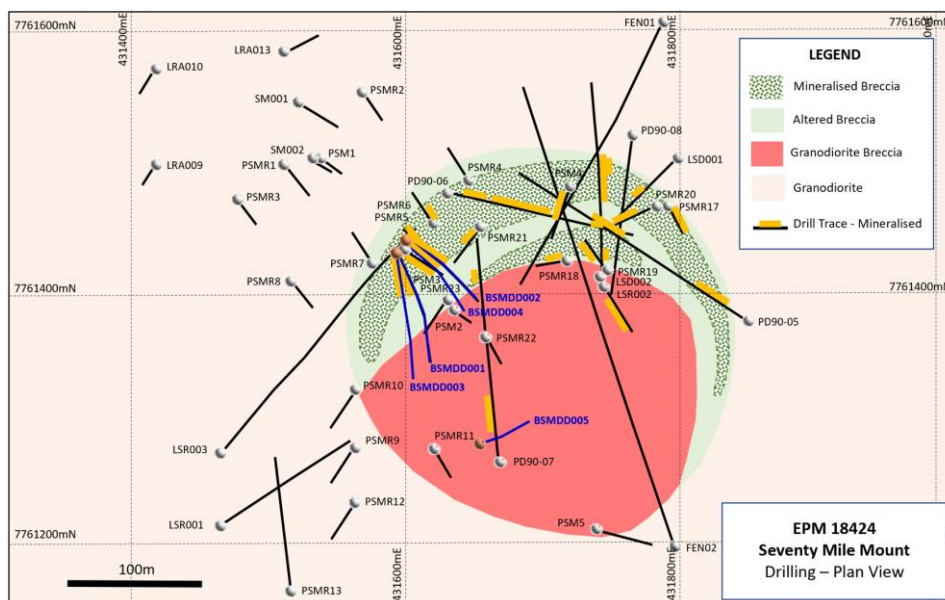 7761600mN
431400mE
431600mE
431800mE
FEN01
7761600mN
LRA013
LRA010
PSMR2
SM001
PD90-08
SM002
PSM1
LRA009
PSMR1
PSMR3
PSMR4
PD90-06
PSM4
LSD001
PSMR20
PSMR17
PSMR6
PSMR5
PSMR21
PSMR7
PSMR8
PSM3
PSMR23
PSMR18
PSMR19
LSD002
LSR002
7761400mN
7761400mN
BSMDD002
BSMDD004
PSM2
PD90-05
PSMR22
BSMDD001
BSMDD003
PSMR10
BSMDD005
PSMR9
PSMR11
LSR003
PD90-07
PSMR12
LSR001
PSM5
FEN02
7761200mN
7761200mN
PSMR13
431600mE
431800mE
100m
LEGEND
Mineralised Breccia
Altered Breccia
Granodiorite Breccia
Granodiorite
Drill Trace - Mineralised
EPM 18424
Seventy Mile Mount
Drilling – Plan View